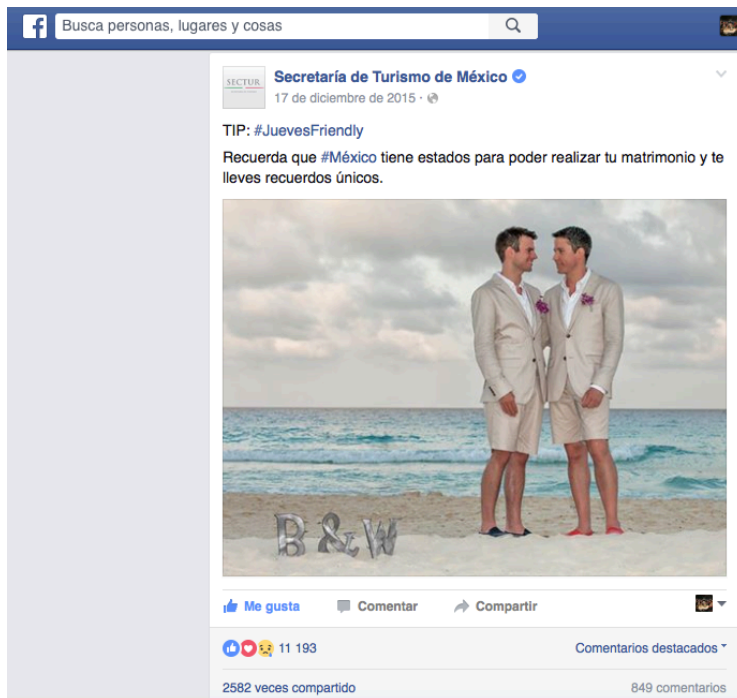 Busca personas, lugares y cosas
SECTUR
Secretaría de Turismo de México
17 de diciembre de 2015 ·
TIP: #JuevesFriendly
Recuerda que #México tiene estados para poder realizar tu matrimonio y te
lleves recuerdos únicos.
B & W
Me gusta Comentar Compartir
11 193 Comentarios destacados
2582 veces compartido 849 comentarios